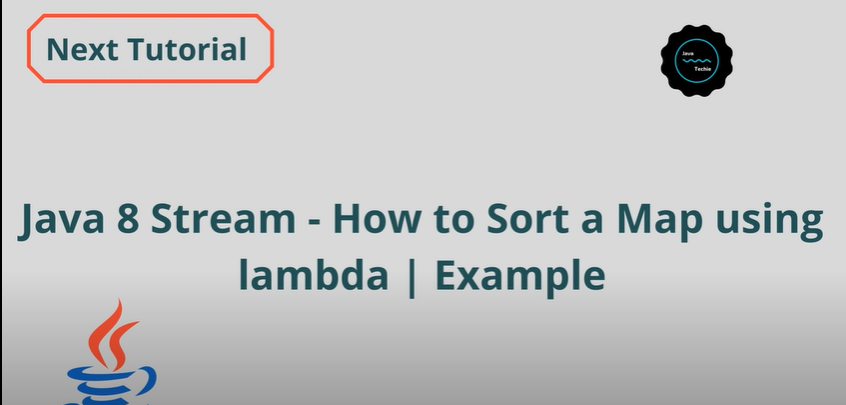 Next Tutorial
Java
Techie
Java 8 Stream - How to Sort a Map using
lambda | Example